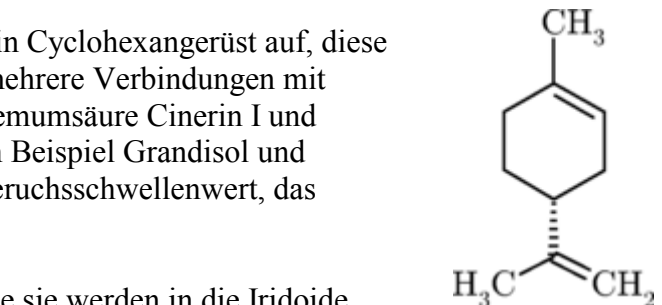 in Cyclohexangerüst auf, diese
mehrere Verbindungen mit
emumsäure Cinerin I und
Beispiel Grandisol und
eruchsschwellenwert, das
e sie werden in die Iridoide
CH3
H3C
CH2